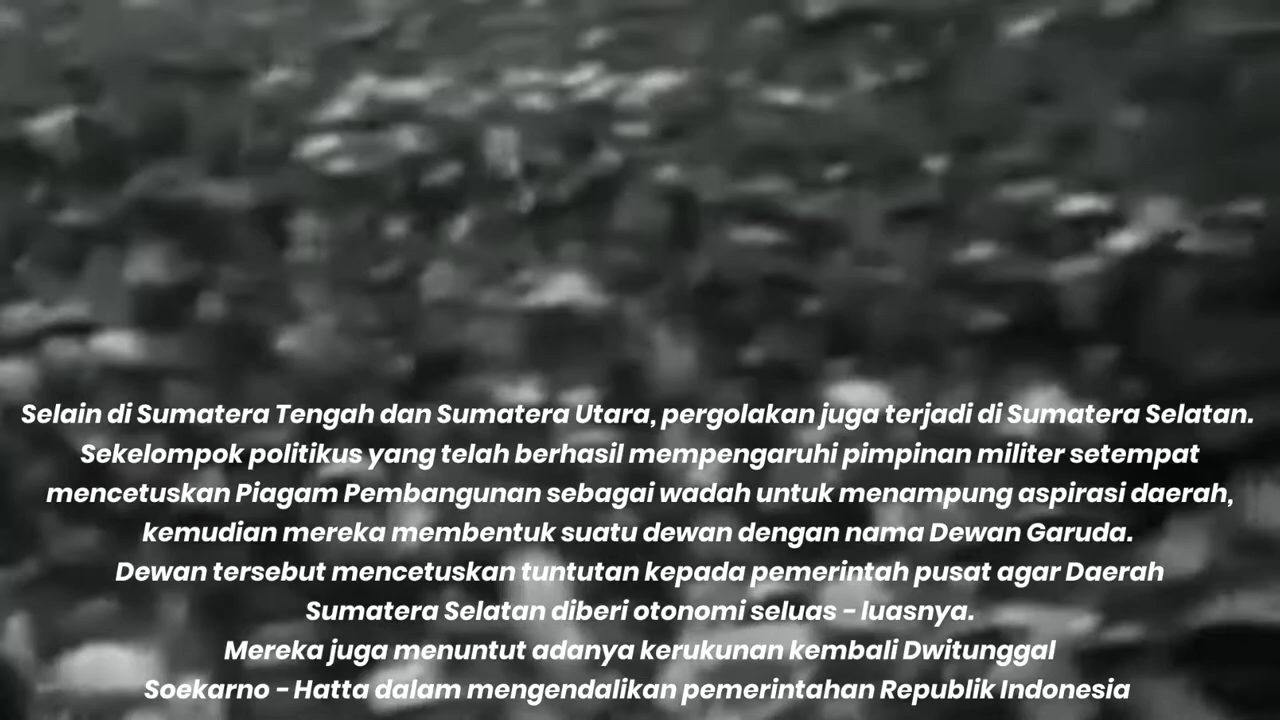 Selain di Sumatera Tengah dan Sumatera Utara, pergolakan juga terjadi di Sumatera Selatan.
Sekelompok politikus yang telah berhasil mempengaruhi pimpinan militer setempat
mencetuskan Piagam Pembangunan sebagai wadah untuk menampung aspirasi daerah,
kemudian mereka membentuk suatu dewan dengan nama Dewan Garuda.
Dewan tersebut mencetuskan tuntutan kepada pemerintah pusat agar Daerah
Sumatera Selatan diberi otonomi seluas - luasnya.
Mereka juga menuntut adanya kerukunan kembali Dwitunggal
Soekarno - Hatta dalam mengendalikan pemerintahan Republik Indonesia